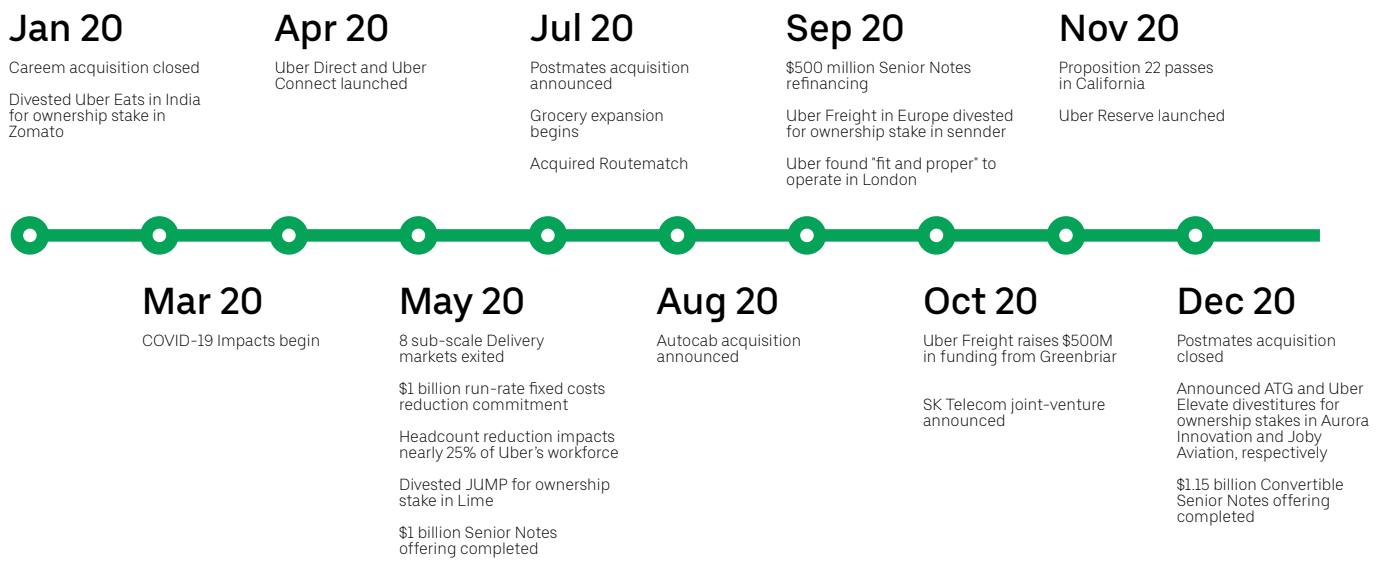 Jan 20
Careem acquisition closed
Divested Uber Eats in India
for ownership stake in
Zomato
Apr 20
Uber Direct and Uber
Connect launched
Jul 20
Postmates acquisition
announced
Grocery expansion
begins
Acquired Routematch
Sep 20
$500 million Senior Notes
refinancing
Uber Freight in Europe divested
for ownership stake in sennder
Uber found "fit and proper" to
operate in London
Nov 20
Proposition 22 passes
in California
Uber Reserve launched
Mar 20
COVID-19 Impacts begin
May 20
8 sub-scale Delivery
markets exited
$1 billion run-rate fixed costs
reduction commitment
Headcount reduction impacts
nearly 25% of Uber's workforce
Divested JUMP for ownership
stake in Lime
$1 billion Senior Notes
offering completed
Aug 20
Autocab acquisition
announced
Oct 20
Uber Freight raises $500M
in funding from Greenbriar
SK Telecom joint-venture
announced
Dec 20
Postmates acquisition
closed
Announced ATG and Uber
Elevate divestitures for
ownership stakes in Aurora
Innovation and Joby
Aviation, respectively
$1.15 billion Convertible
Senior Notes offering
completed